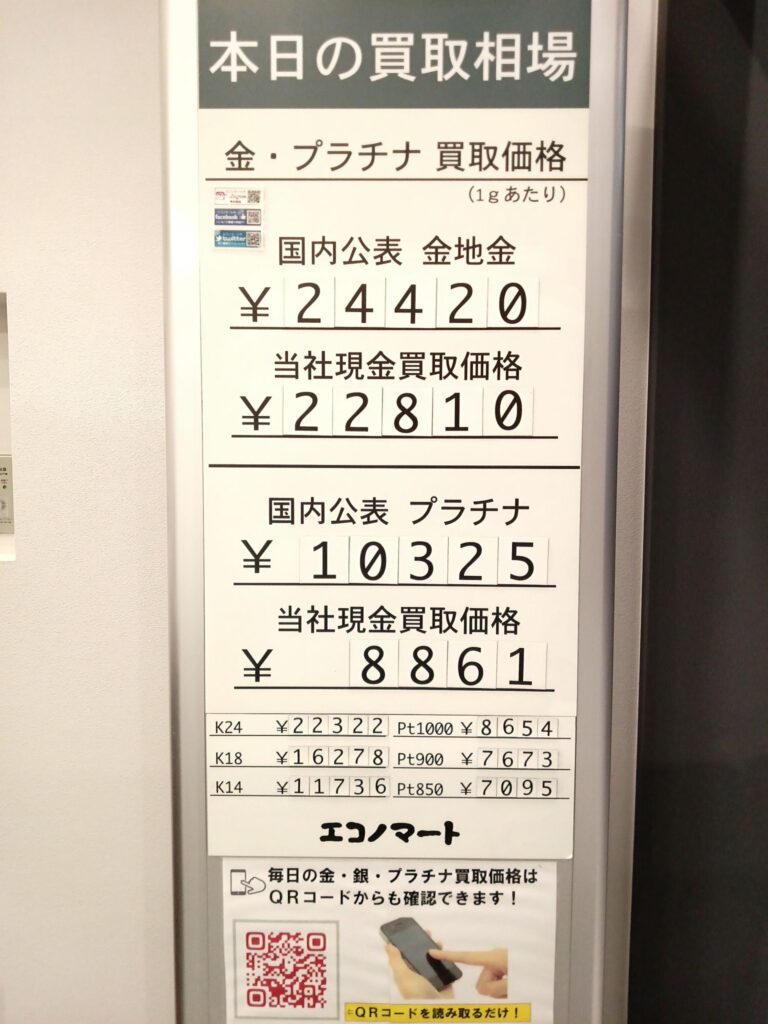 本日の買取相場
金・プラチナ 買取価格
(1gあたり)
facebook
twitter
国内公表 金地金
¥24420
当社現金買取価格
¥22810
国内公表 プラチナ
¥10325
当社現金買取価格
¥8861
K24 ¥22322 Pt1000 ¥8654
K18 ¥16278 Pt900 ¥7673
K14 ¥11736 Pt850 ¥7095
エコノマート
毎日の金・銀・プラチナ買取価格は
QRコードからも確認できます！
⇐QRコードを読み取るだけ！